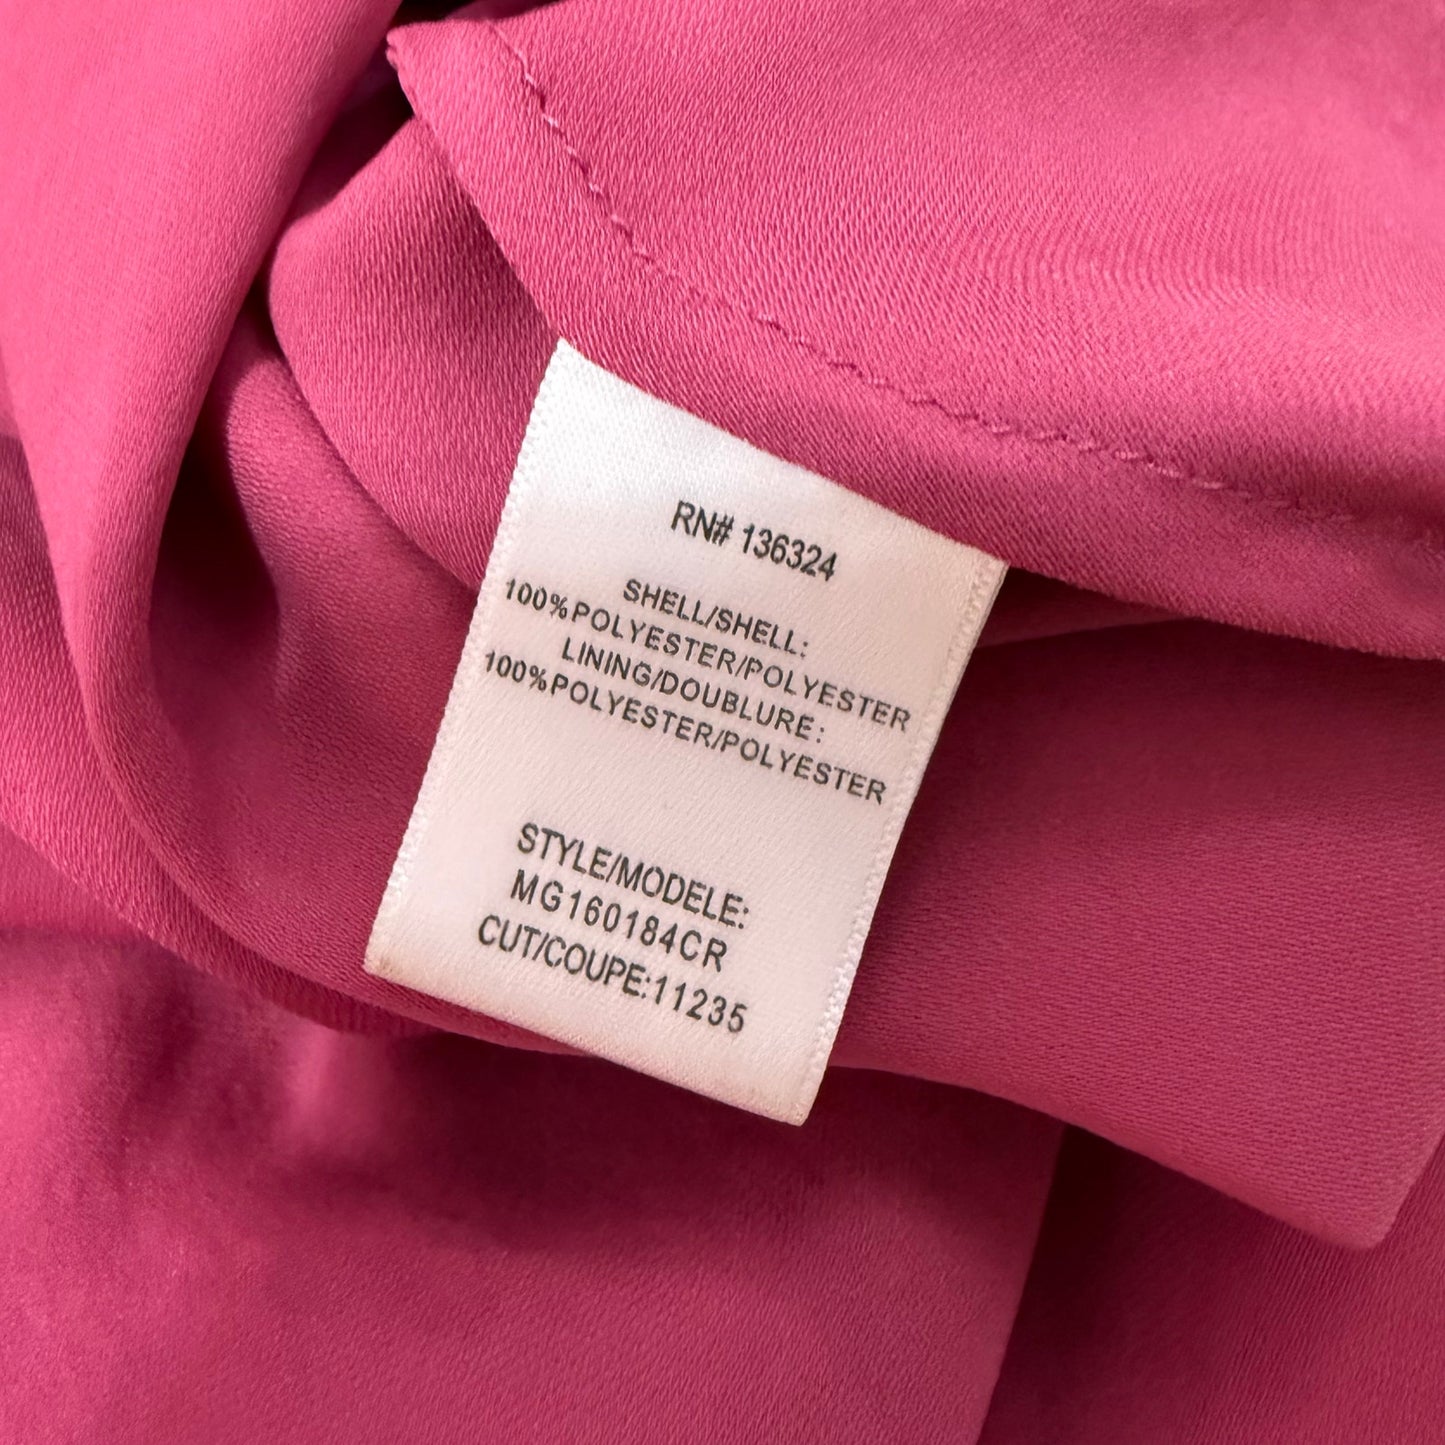 RN# 136324
SHELL/SHELL:
100%POLYESTER/POLYESTER
LINING/DOUBLURE:
100%POLYESTER/POLYESTER
STYLE/MODELE:
MG160184CR
CUT/COUPE:11235